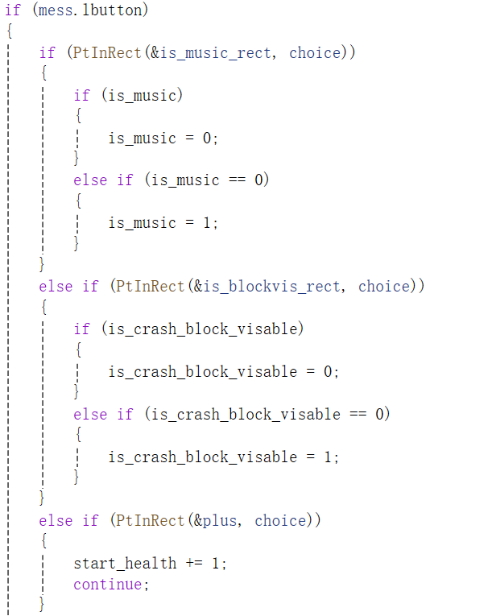 if (mess.lbutton)
{
if (PtInRect(&is_music_rect, choice))
{
if (is_music)
{
is_music = 0;
}
else if (is_music == 0)
{
is_music = 1;
}
}
else if (PtInRect(&is_blockvis_rect, choice))
{
if (is_crash_block_visable)
{
is_crash_block_visable = 0;
}
else if (is_crash_block_visable == 0)
{
is_crash_block_visable = 1;
}
}
else if (PtInRect(&plus, choice))
{
start_health += 1;
continue;
}